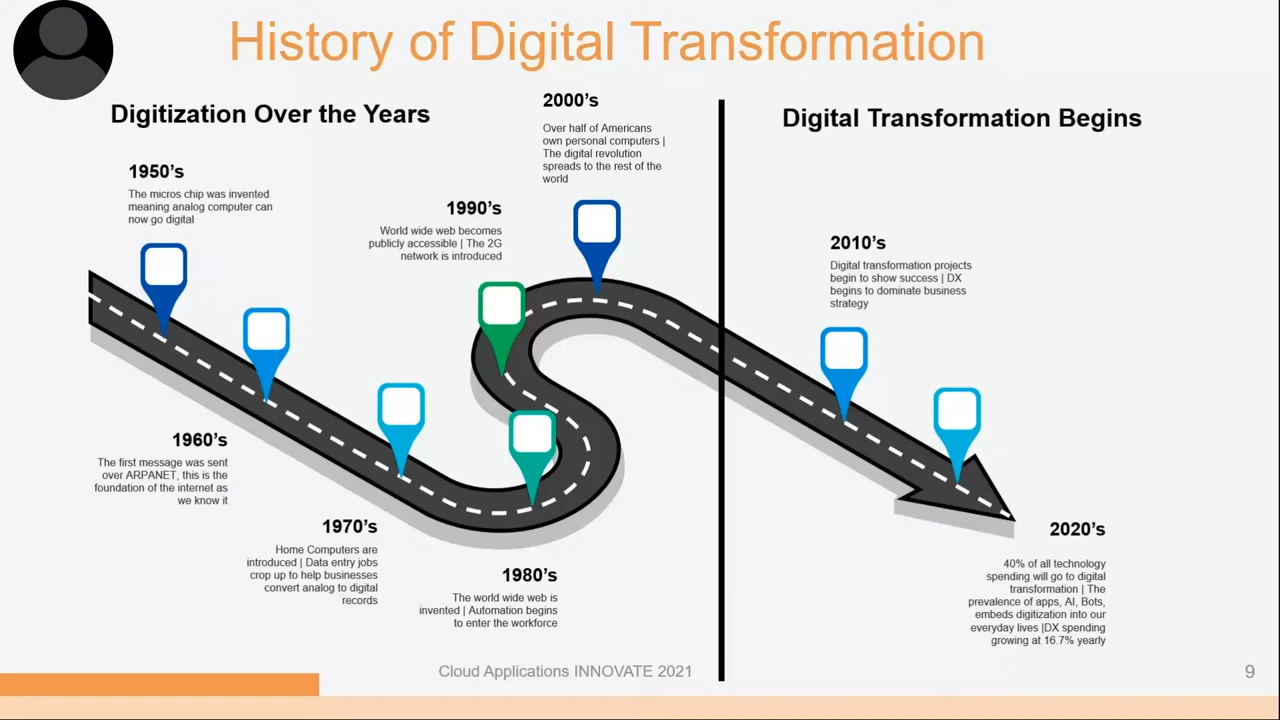 History of Digital Transformation
Digitization Over the Years
1950's
The micros chip was invented
meaning analog computer can
now go digital
1960's
The first message was sent
over ARPANET, this is the
foundation of the internet as
we know it
1970's
Home Computers are
introduced | Data entry jobs
crop up to help businesses
convert analog to digital
records
1980's
The world wide web is
invented | Automation begins
to enter the workforce
1990's
World wide web becomes
publicly accessible | The 2G
network is introduced
2000's
Over half of Americans
own personal computers |
The digital revolution
spreads to the rest of the
world
Digital Transformation Begins
2010's
Digital transformation projects
begin to show success | DX
begins to dominate business
strategy
2020's
40% of all technology
spending will go to digital
transformation | The
prevalence of apps, AI, Bots,
embeds digitization into our
everyday lives |DX spending
growing at 16.7% yearly
Cloud Applications INNOVATE 2021
9